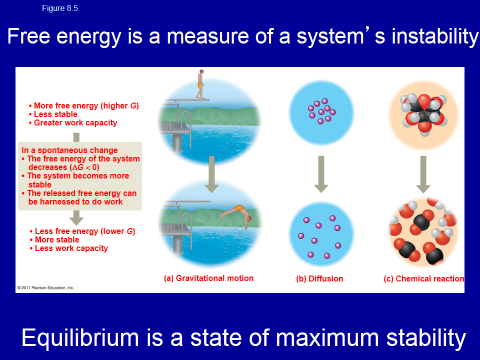 Figure 8.5
Free energy is a measure of a system’s instability
• More free energy (higher G)
• Less stable
• Greater work capacity
In a spontaneous change
• The free energy of the system
decreases (∆G < 0)
• The system becomes more
stable
• The released free energy can
be harnessed to do work
• Less free energy (lower G)
• More stable
• Less work capacity
(a) Gravitational motion
(b) Diffusion
(c) Chemical reaction
© 2011 Pearson Education, Inc.
Equilibrium is a state of maximum stability